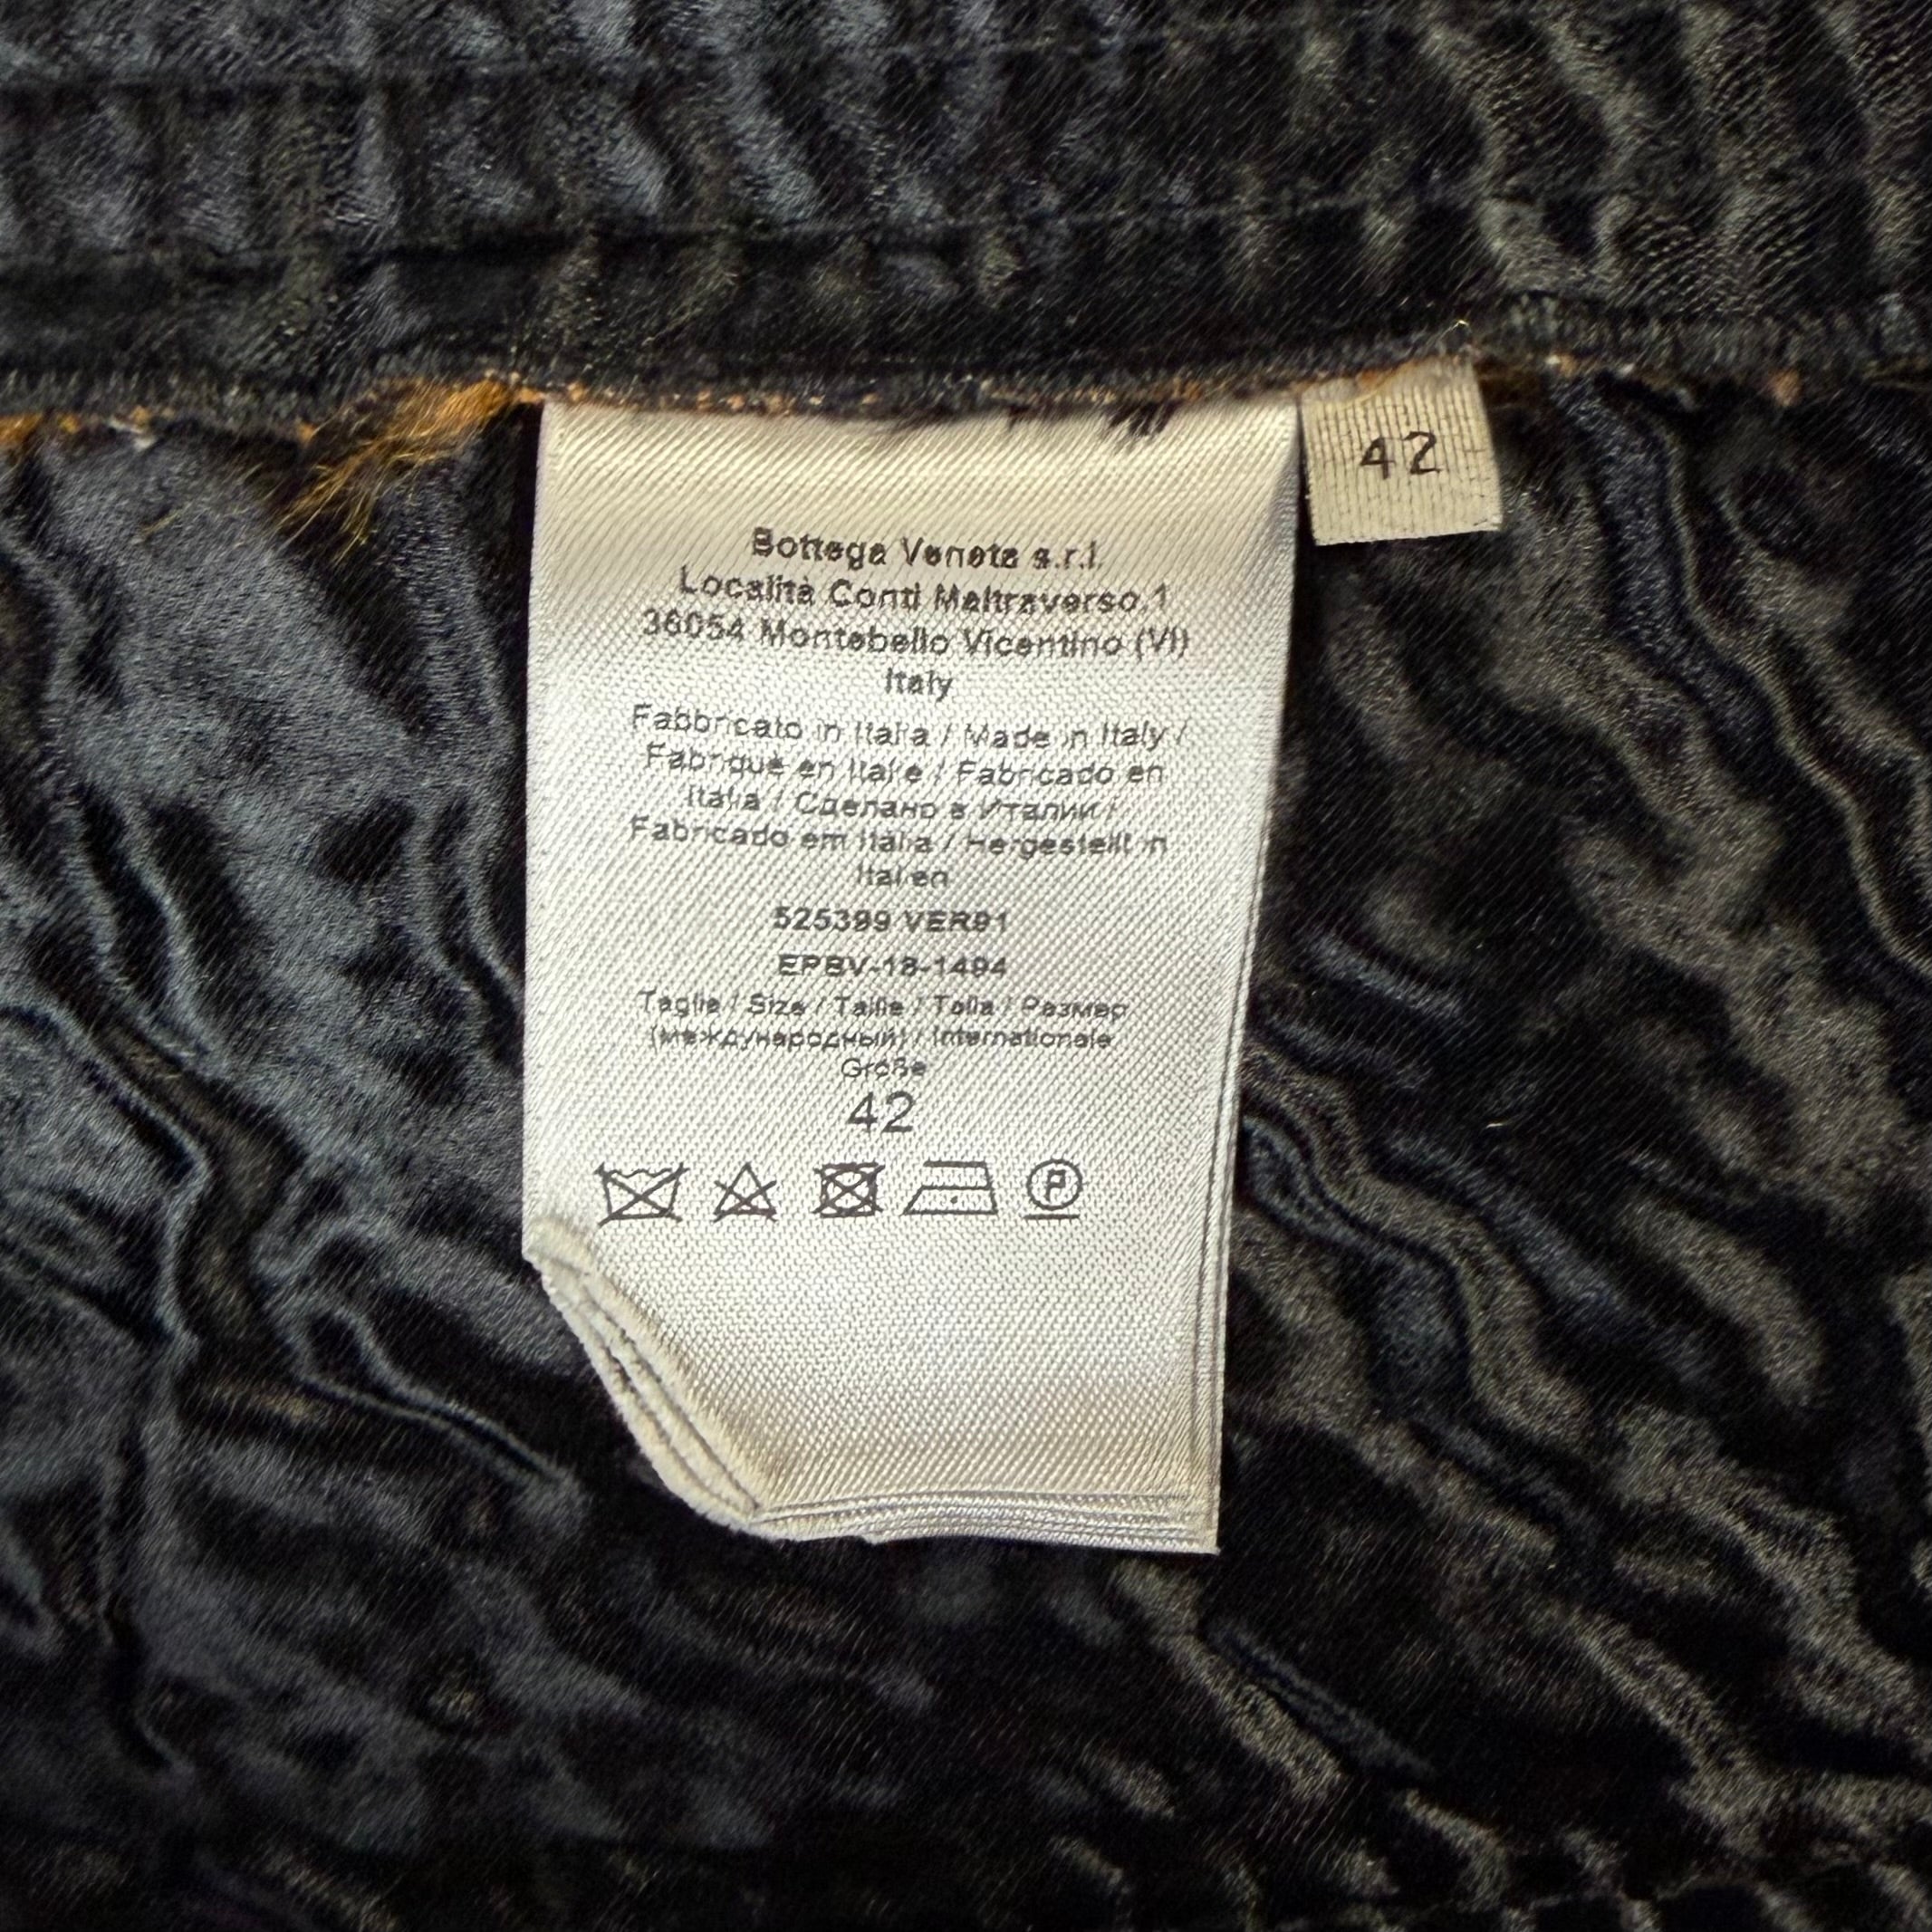 42
Bottega Veneta s.r.l.
Località Conti Maltraverso,1
36054 Montebello Vicentino (VI)
Italy
Fabbricato in Italia / Made in Italy /
Fabriqué en Italie / Fabricado en
Italia / Сделано в Италии /
Fabricado em Itália / Hergestellt in
Italien
525399 VER91
EPBV-18-1494
Taglia / Size / Taille / Talla / Размер
(международный) / Internationale
Größe
42
P